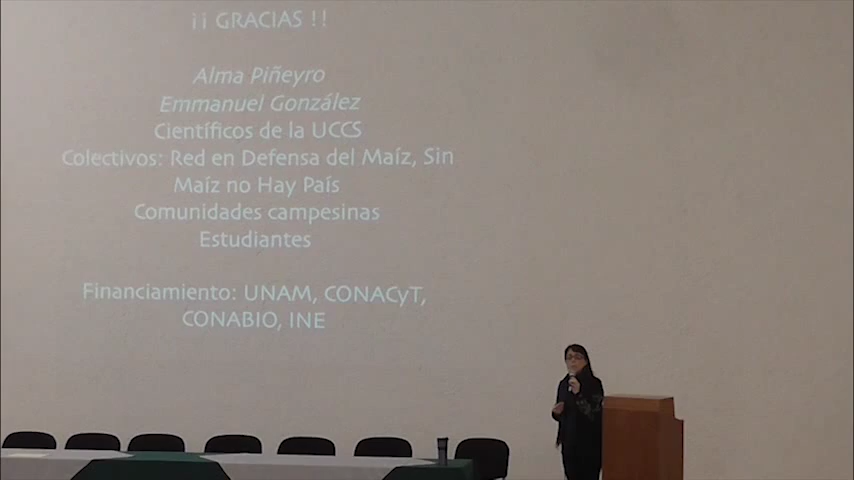 ¡¡ GRACIAS !!
Alma Piñeyro
Emmanuel González
Científicos de la UCCS
Colectivos: Red en Defensa del Maíz, Sin
Maíz no Hay País
Comunidades campesinas
Estudiantes
Financiamiento: UNAM, CONACyT,
CONABIO, INE